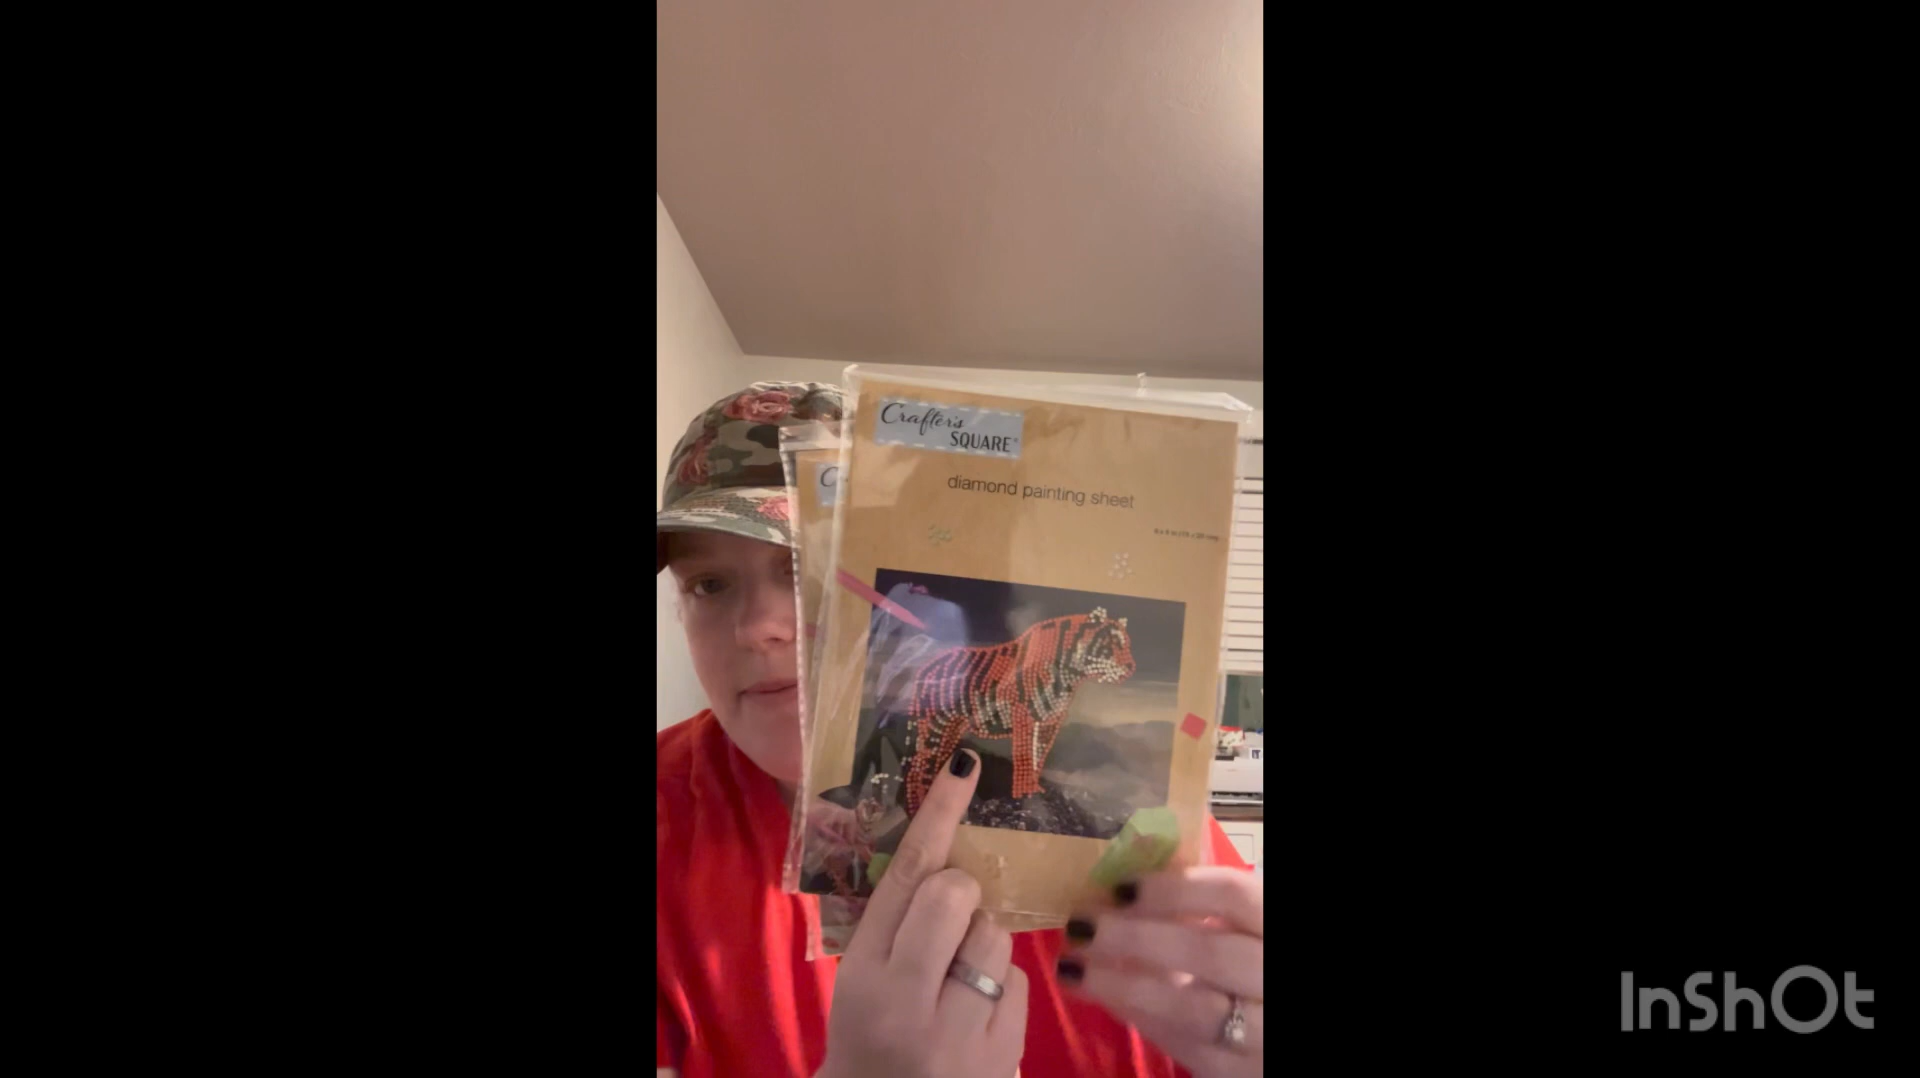 Crafter's
SQUARE
diamond painting sheet
C
InShOt